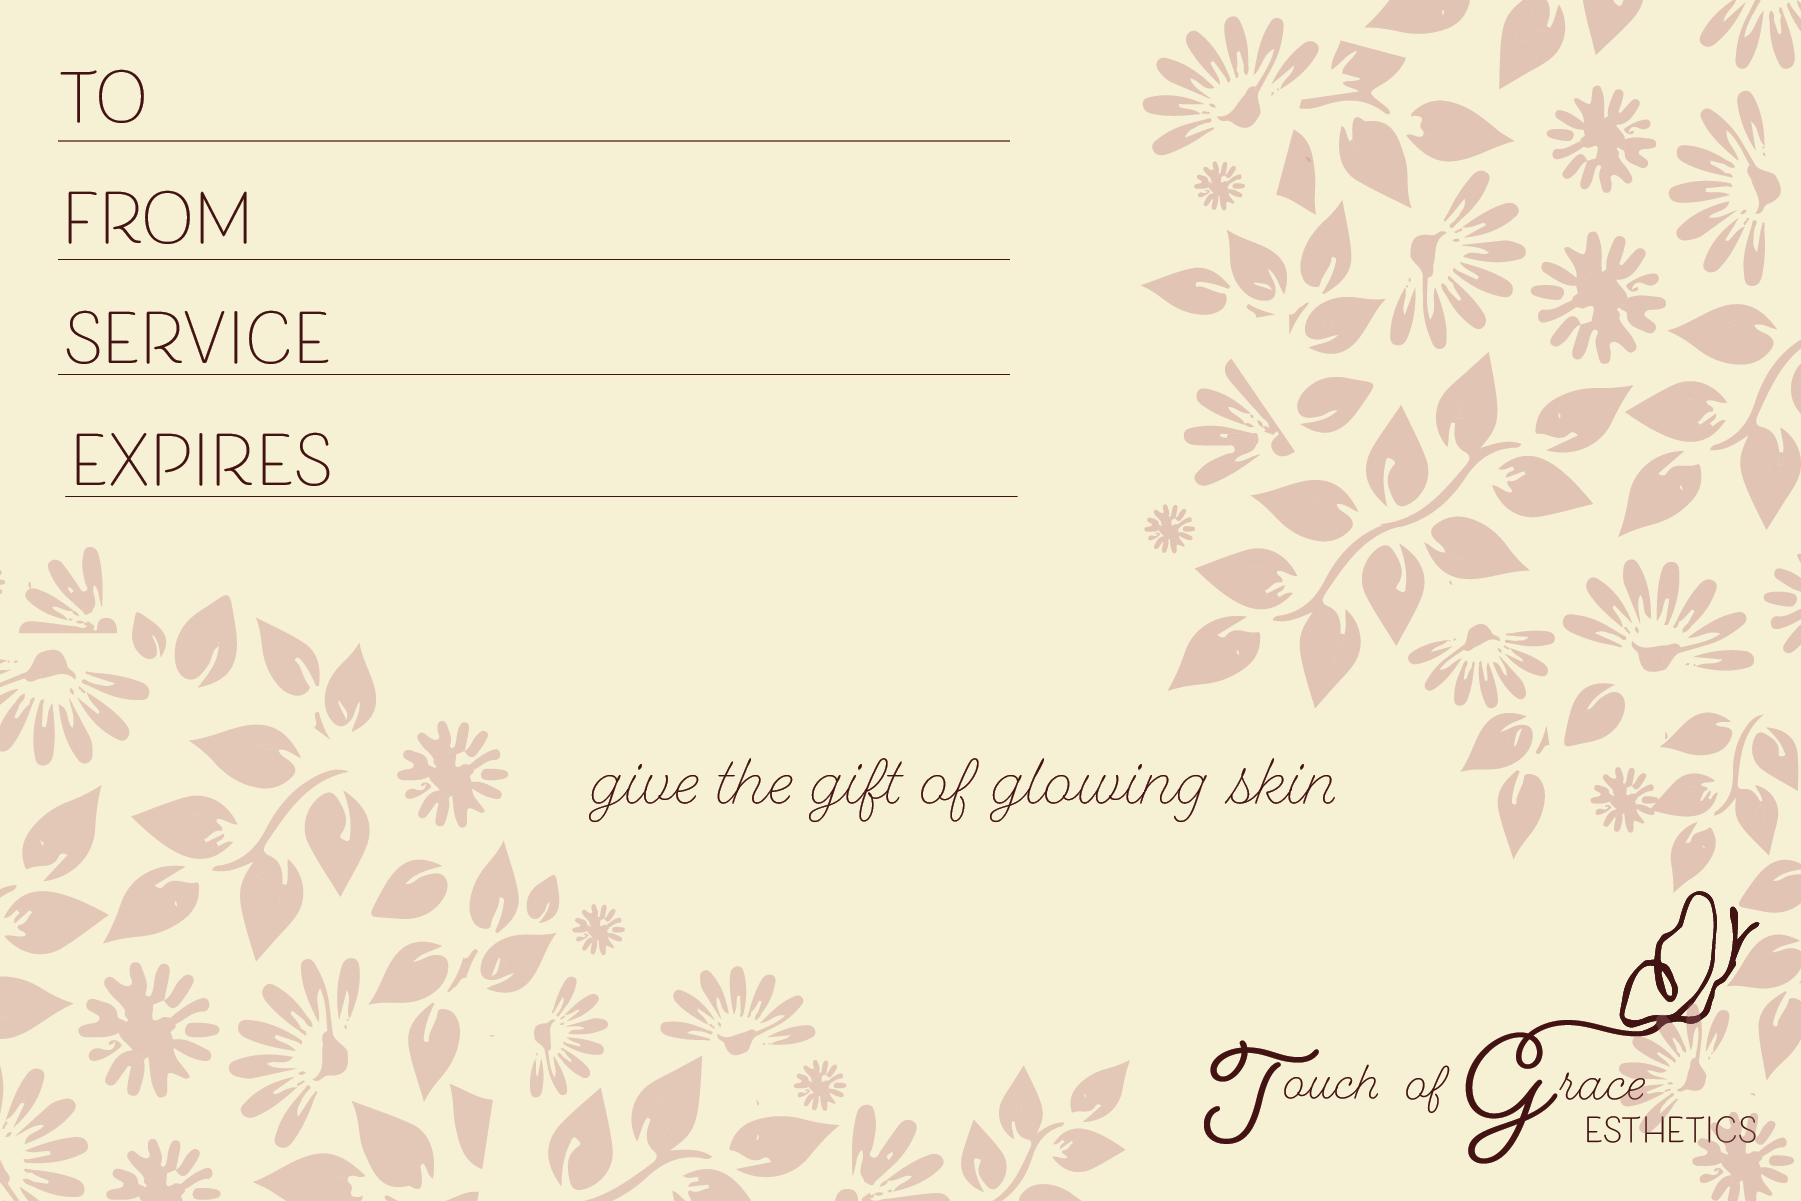 TO
FROM
SERVICE
EXPIRES
give the gift of glowing skin
Touch of Grace
ESTHETICS